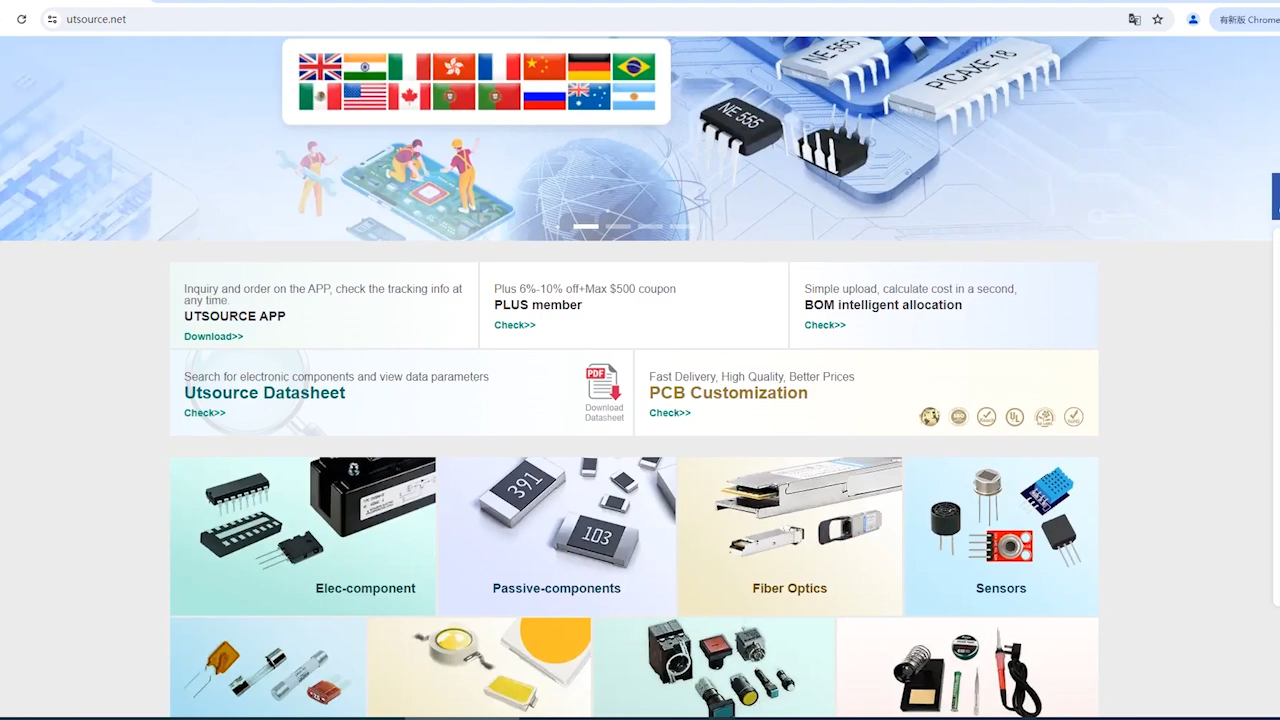 utsource.net
有新版 Chrome
NE 555
PICAXE-18
NE 555
Inquiry and order on the APP, check the tracking info at
any time.
UTSOURCE APP
Download>>
Plus 6%-10% off+Max $500 coupon
PLUS member
Check>>
Simple upload, calculate cost in a second,
BOM intelligent allocation
Check>>
Search for electronic components and view data parameters
Utsource Datasheet
Check>>
PDF
Download
Datasheet
Fast Delivery, High Quality, Better Prices
PCB Customization
Check>>
UL
391
103
Elec-component
Passive-components
Fiber Optics
Sensors